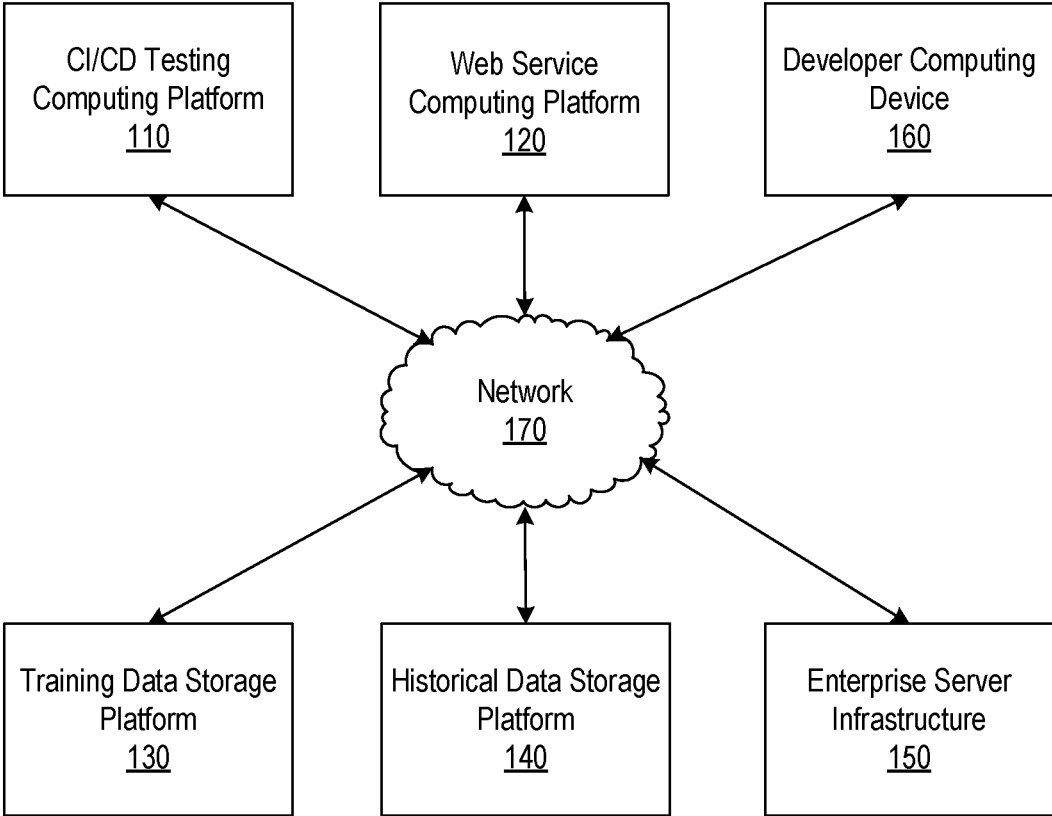 CI/CD Testing
Computing Platform
110
Web Service
Computing Platform
120
Developer Computing
Device
160
Network
170
Training Data Storage
Platform
130
Historical Data Storage
Platform
140
Enterprise Server
Infrastructure
150